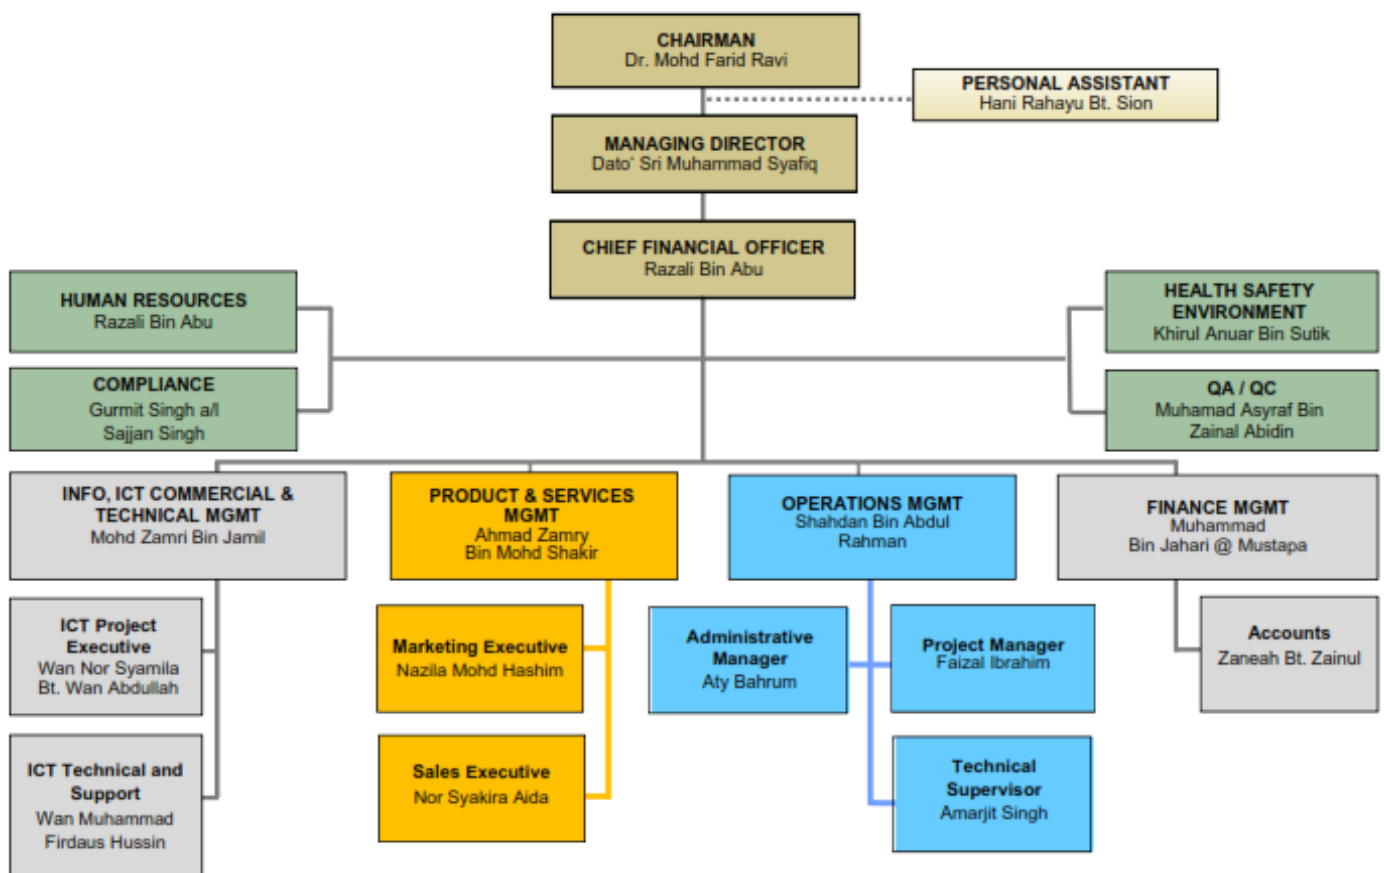 CHAIRMAN
Dr. Mohd Farid Ravi
PERSONAL ASSISTANT
Hani Rahayu Bt. Sion
MANAGING DIRECTOR
Dato' Sri Muhammad Syafiq
CHIEF FINANCIAL OFFICER
Razali Bin Abu
HUMAN RESOURCES
Razali Bin Abu
HEALTH SAFETY
ENVIRONMENT
Khirul Anuar Bin Sutik
COMPLIANCE
Gurmit Singh a/l
Sajjan Singh
QA / QC
Muhamad Asyraf Bin
Zainal Abidin
INFO, ICT COMMERCIAL &
TECHNICAL MGMT
Mohd Zamri Bin Jamil
PRODUCT & SERVICES
MGMT
Ahmad Zamry
Bin Mohd Shakir
OPERATIONS MGMT
Shahdan Bin Abdul
Rahman
FINANCE MGMT
Muhammad
Bin Jahari @ Mustapa
ICT Project
Executive
Wan Nor Syamila
Bt. Wan Abdullah
Marketing Executive
Nazila Mohd Hashim
Administrative
Manager
Aty Bahrum
Project Manager
Faizal Ibrahim
Accounts
Zaneah Bt. Zainul
ICT Technical and
Support
Wan Muhammad
Firdaus Hussin
Sales Executive
Nor Syakira Aida
Technical
Supervisor
Amarjit Singh